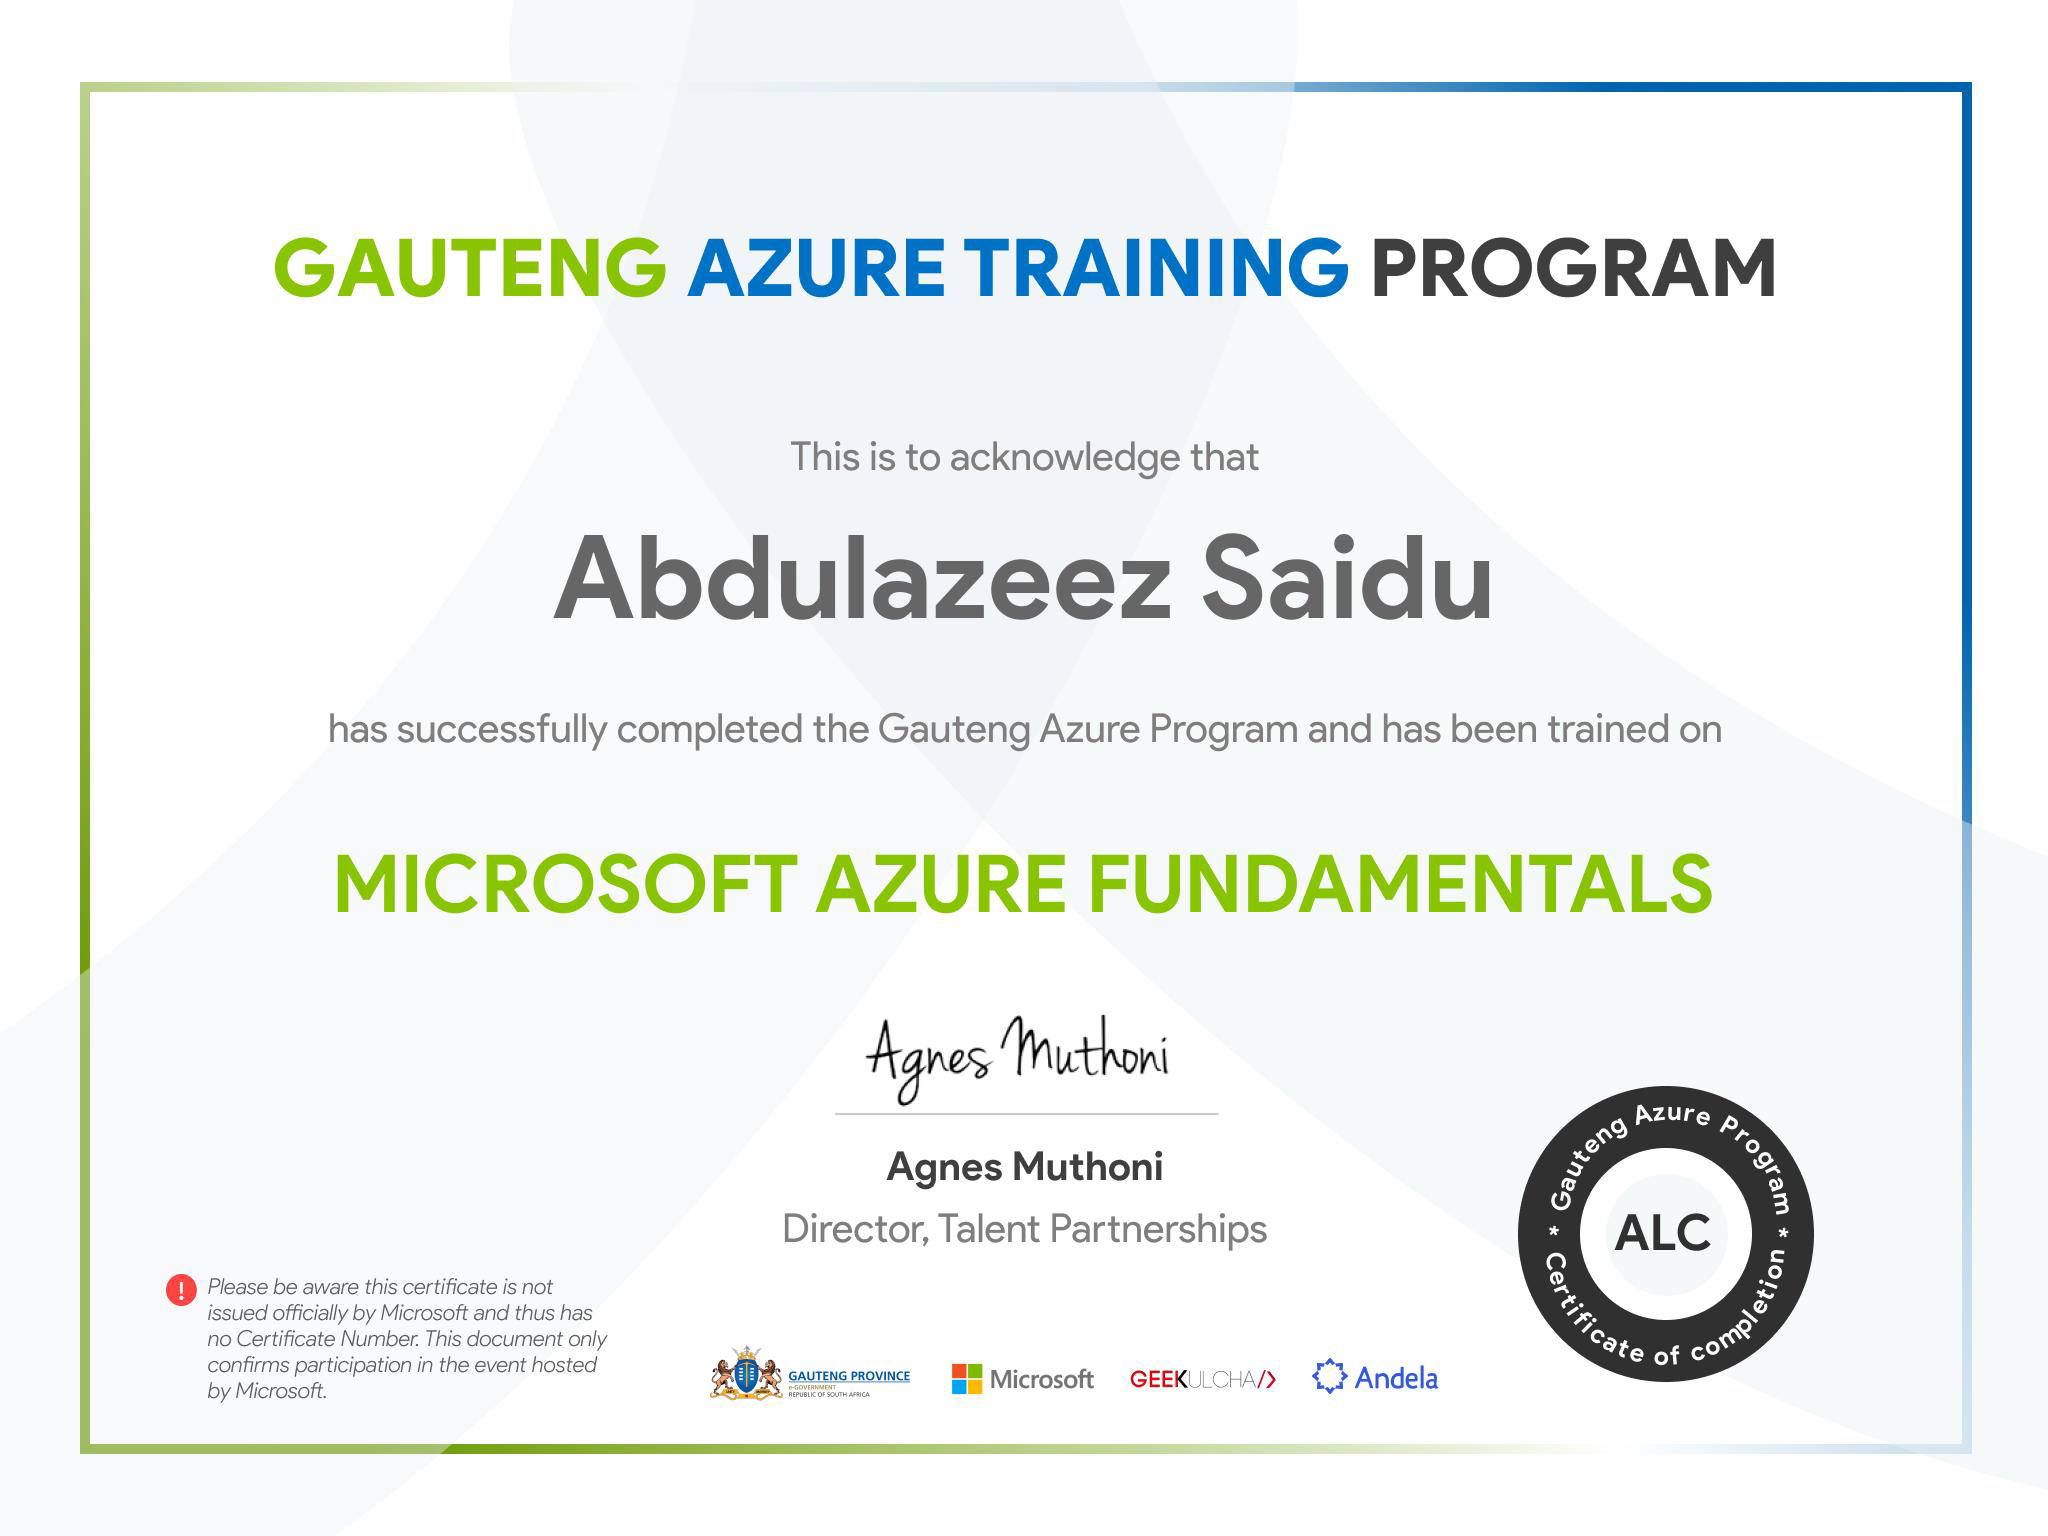 GAUTENG AZURE TRAINING PROGRAM
This is to acknowledge that
Abdulazeez Saidu
has successfully completed the Gauteng Azure Program and has been trained on
MICROSOFT AZURE FUNDAMENTALS
Agnes Muthoni
Agnes Muthoni
Director, Talent Partnerships
* Gauteng Azure Program *
ALC
Certificate of completion
! Please be aware this certificate is not
issued officially by Microsoft and thus has
no Certificate Number. This document only
confirms participation in the event hosted
by Microsoft.
GAUTENG PROVINCE
e-GOVERNMENT
REPUBLIC OF SOUTH AFRICA
Microsoft
GEEKULCHA/>
Andela